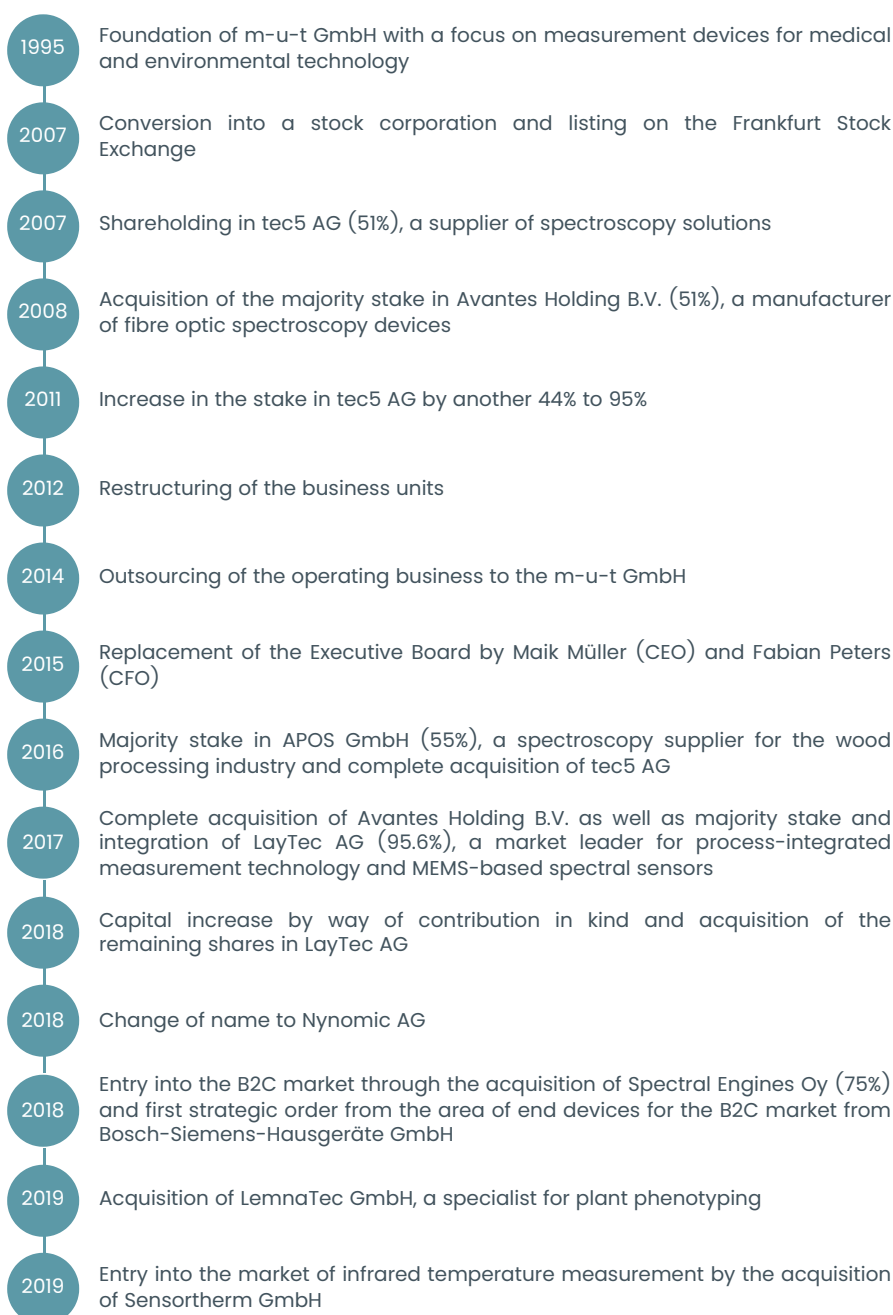 1995
Foundation of m-u-t GmbH with a focus on measurement devices for medical
and environmental technology
2007
Conversion into a stock corporation and listing on the Frankfurt Stock
Exchange
2007
Shareholding in tec5 AG (51%), a supplier of spectroscopy solutions
2008
Acquisition of the majority stake in Avantes Holding B.V. (51%), a manufacturer
of fibre optic spectroscopy devices
2011
Increase in the stake in tec5 AG by another 44% to 95%
2012
Restructuring of the business units
2014
Outsourcing of the operating business to the m-u-t GmbH
2015
Replacement of the Executive Board by Maik Müller (CEO) and Fabian Peters
(CFO)
2016
Majority stake in APOS GmbH (55%), a spectroscopy supplier for the wood
processing industry and complete acquisition of tec5 AG
2017
Complete acquisition of Avantes Holding B.V. as well as majority stake and
integration of LayTec AG (95.6%), a market leader for process-integrated
measurement technology and MEMS-based spectral sensors
2018
Capital increase by way of contribution in kind and acquisition of the
remaining shares in LayTec AG
2018
Change of name to Nynomic AG
2018
Entry into the B2C market through the acquisition of Spectral Engines Oy (75%)
and first strategic order from the area of end devices for the B2C market from
Bosch-Siemens-Hausgeräte GmbH
2019
Acquisition of LemnaTec GmbH, a specialist for plant phenotyping
2019
Entry into the market of infrared temperature measurement by the acquisition
of Sensortherm GmbH